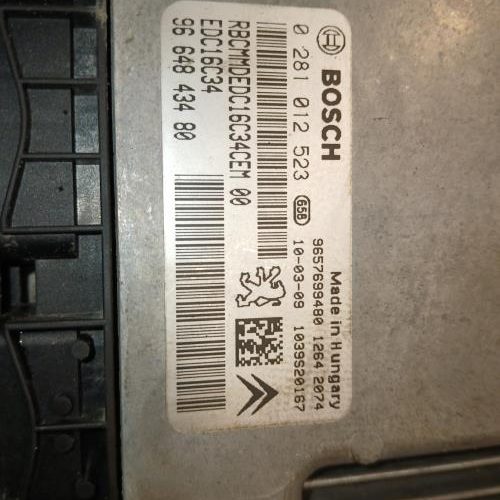 BOSCH
0 281 012 523
658
RBCMMDEDC16C34CEM 00
EDC16C34
96 648 434 80
Made in Hungary
9657699480 1264 2074
10-03-09 1039S20167